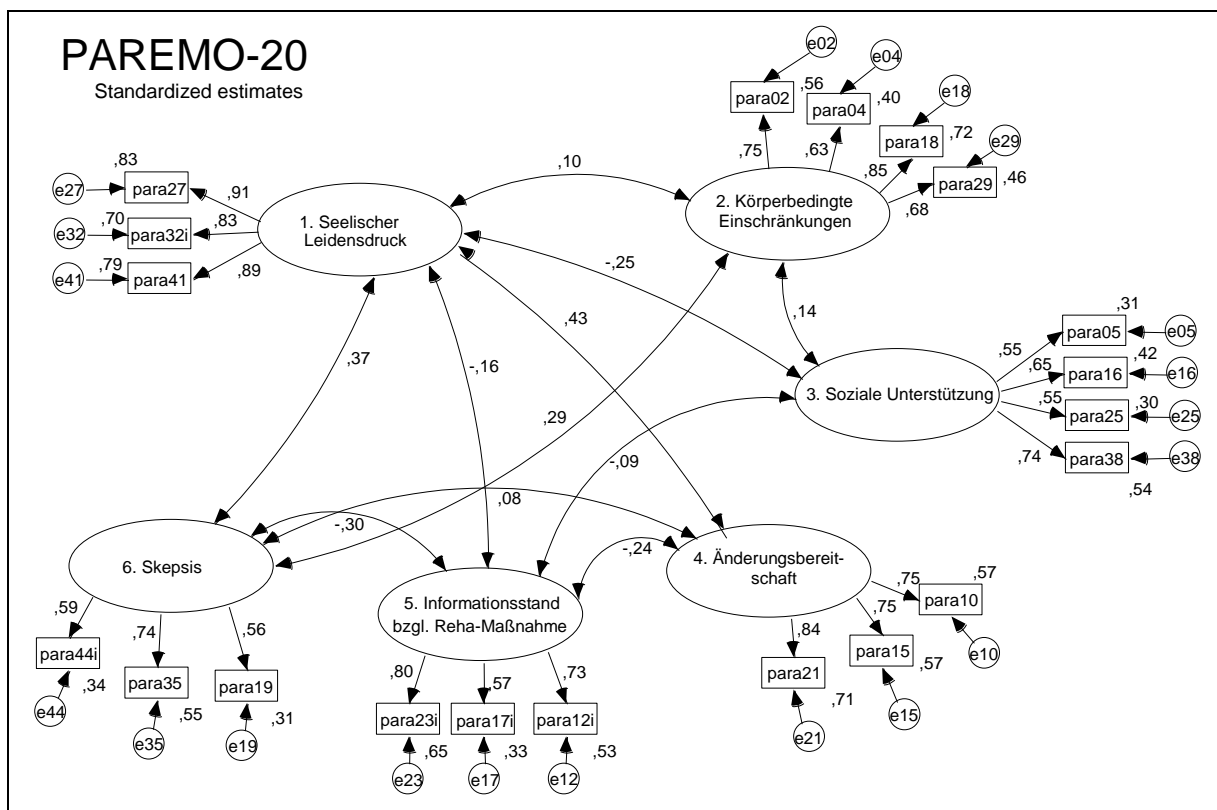 PAREMO-20
Standardized estimates
e02
e04
e18
e29
para02
,56
para04
,40
para18
,72
para29
,46
,75
,63
,85
,68
2. Körperbedingte
Einschränkungen
,83
e27
para27
,91
e32
,70
para32i
,83
e41
,79
para41
,89
1. Seelischer
Leidensdruck
,10
-,25
,43
,14
,37
-,16
,29
-,09
3. Soziale Unterstützung
,31
,55
para05
e05
,65
para16
,42
e16
,55
para25
,30
e25
,74
para38
e38
,54
-,30
,08
-,24
6. Skepsis
,59
,74
,56
para44i
para35
para19
e44
,34
e35
,55
e19
,31
5. Informationsstand
bzgl. Reha-Maßnahme
,80
,57
,73
para23i
para17i
para12i
e23
,65
e17
,33
e12
,53
4. Änderungsbereit-
schaft
,75
para10
,57
e10
,75
para15
,57
e15
,84
para21
,71
e21